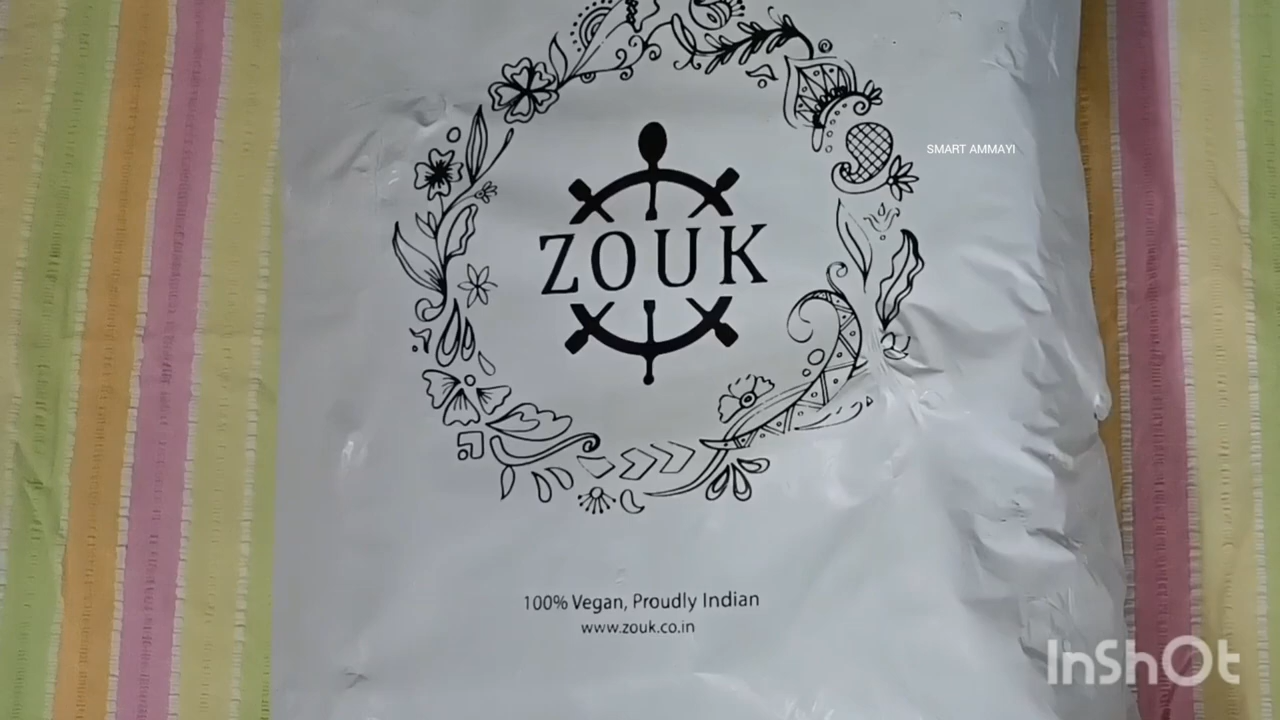 SMART AMMAYI
ZOUK
100% Vegan, Proudly Indian
www.zouk.co.in
InShOt